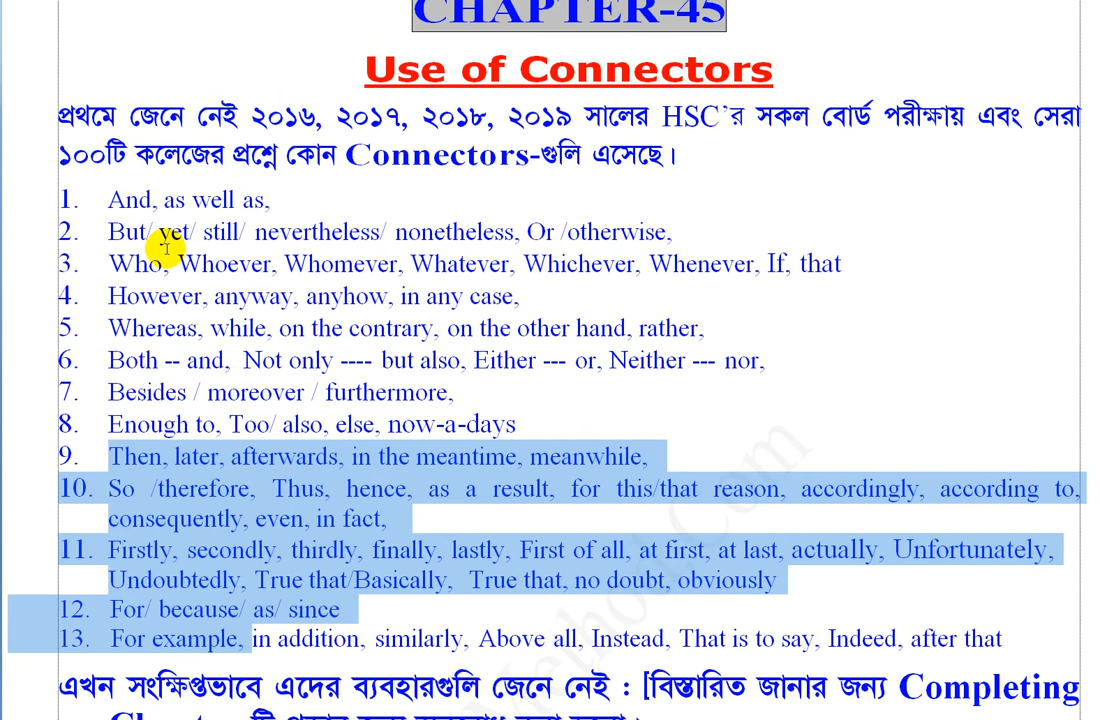 CHAPTER-45
Use of Connectors
প্রথমে জেনে নেই ২০১৬, ২০১৭, ২০১৮, ২০১৯ সালের HSC'র সকল বোর্ড পরীক্ষায় এবং সেরা
১০০টি কলেজের প্রশ্নে কোন Connectors-গুলি এসেছে।
1. And, as well as,
2. But/ yet/ still/ nevertheless/ nonetheless, Or /otherwise,
3. Who, Whoever, Whomever, Whatever, Whichever, Whenever, If, that
4. However, anyway, anyhow, in any case,
5. Whereas, while, on the contrary, on the other hand, rather,
6. Both -- and, Not only ---- but also, Either --- or, Neither --- nor,
7. Besides / moreover / furthermore,
8. Enough to, Too/ also, else, now-a-days
9. Then, later, afterwards, in the meantime, meanwhile,
10. So /therefore, Thus, hence, as a result, for this/that reason, accordingly, according to,
consequently, even, in fact,
11. Firstly, secondly, thirdly, finally, lastly, First of all, at first, at last, actually, Unfortunately,
Undoubtedly, True that/Basically, True that, no doubt, obviously
12. For/ because/ as/ since
13. For example, in addition, similarly, Above all, Instead, That is to say, Indeed, after that
এখন সংক্ষিপ্তভাবে এদের ব্যবহারগুলি জেনে নেই : [বিস্তারিত জানার জন্য Completing